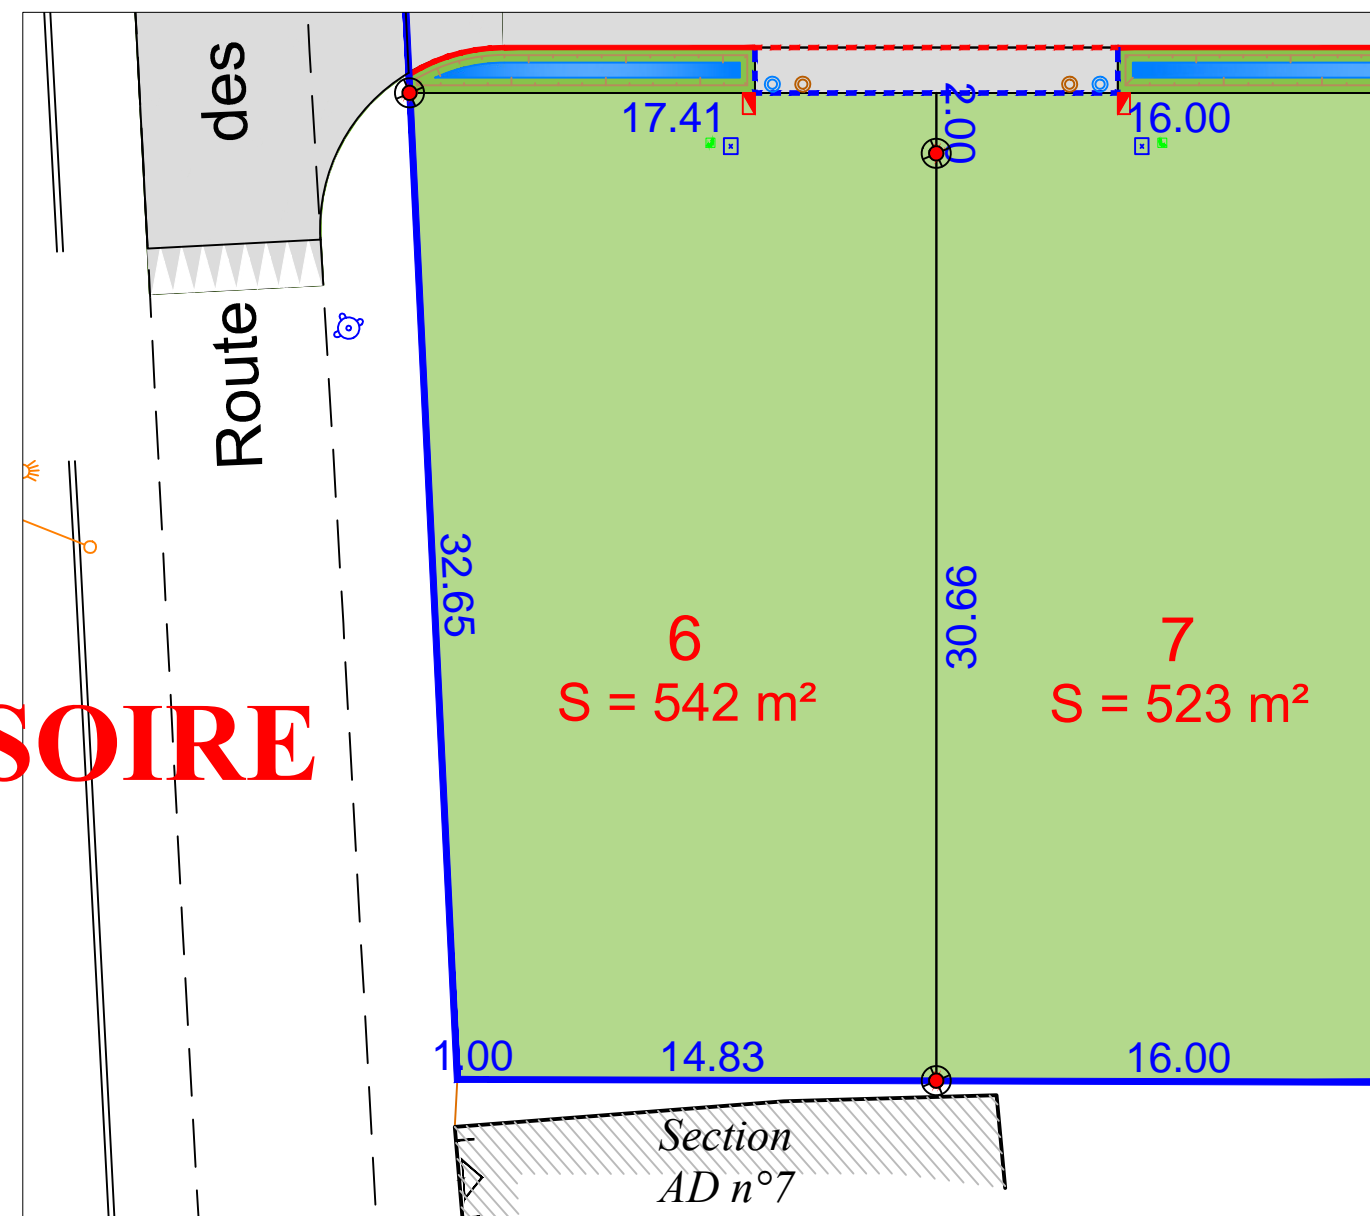 des
17.41
2.00
16.00
Route
32.65
30.66
6
S = 542 m²
7
S = 523 m²
SOIRE
1.00
14.83
16.00
Section
AD n°7